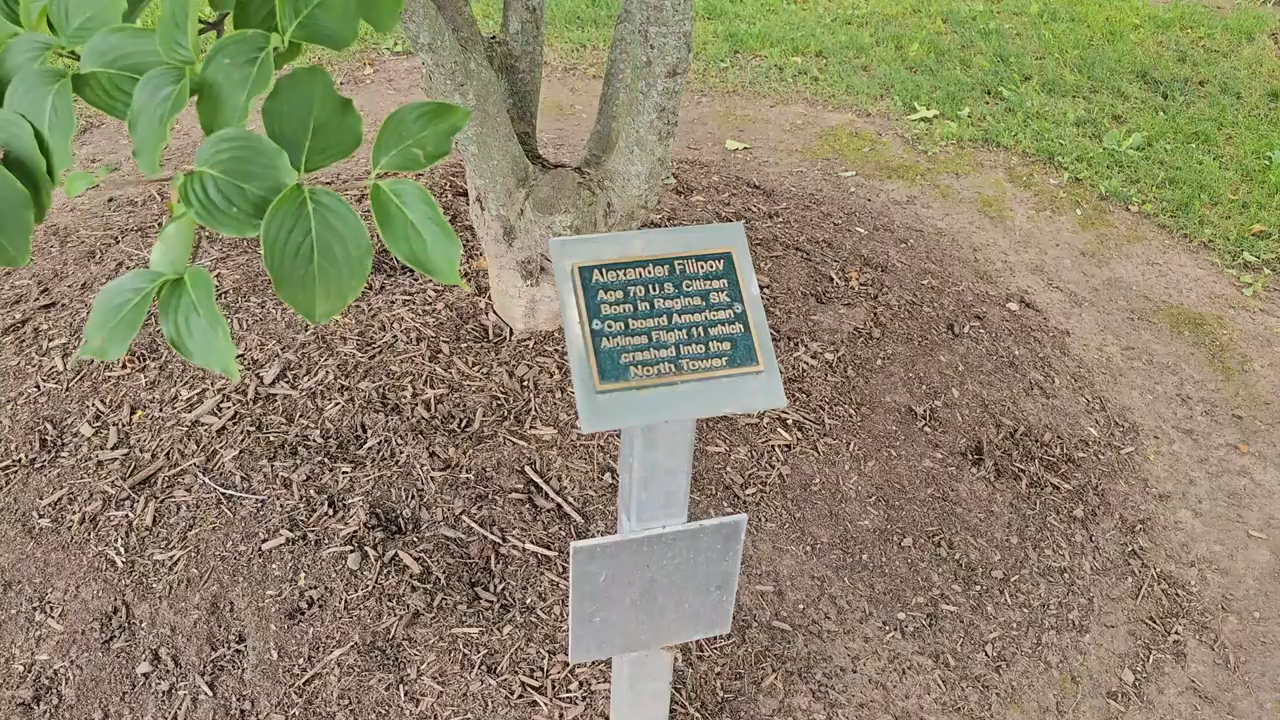 Alexander Filipov
Age 70 U.S. Citizen
Born in Regina, SK
On board American
Airlines Flight 11 which
crashed into the
North Tower